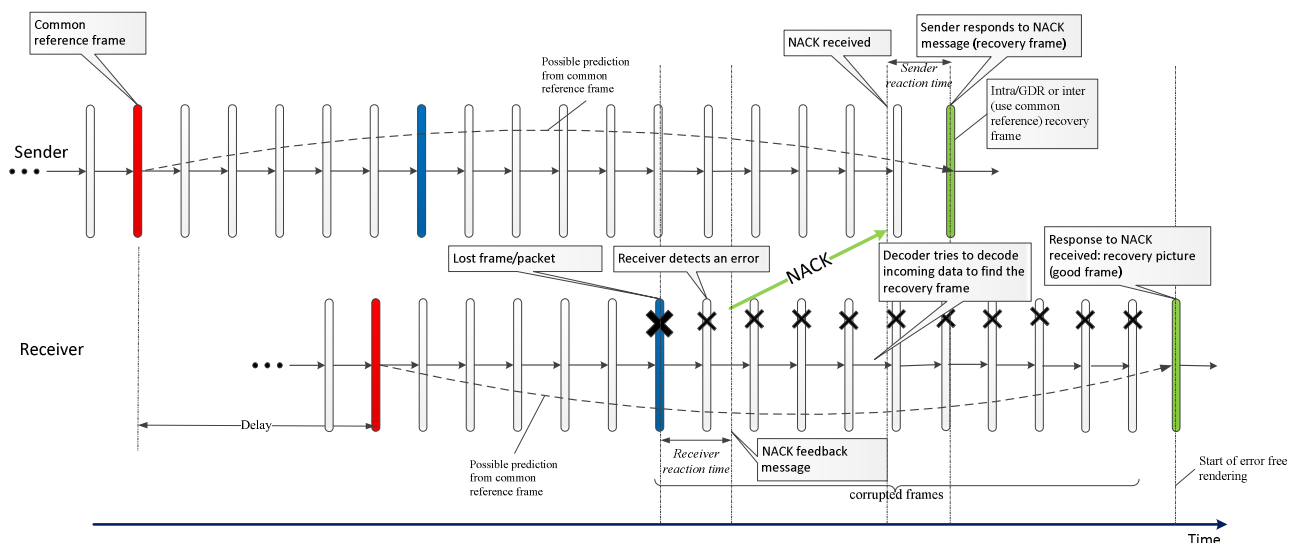 Common
reference frame
NACK received
Sender responds to NACK
message (recovery frame)
Possible prediction
from common
reference frame
Sender
reaction time
Intra/GDR or inter
(use common
reference) recovery
frame
Sender
Lost frame/packet
Receiver detects an error
NACK
Decoder tries to decode
incoming data to find the
recovery frame
Response to NACK
received: recovery picture
(good frame)
Receiver
Delay
Possible prediction
from common
reference frame
Receiver
reaction time
NACK feedback
message
corrupted frames
Start of error free
rendering
Time